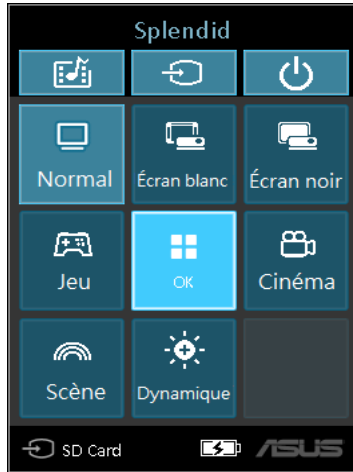 Splendid
Normal
Écran blanc
Écran noir
Jeu
OK
Cinéma
Scène
Dynamique
SD Card
ASUS